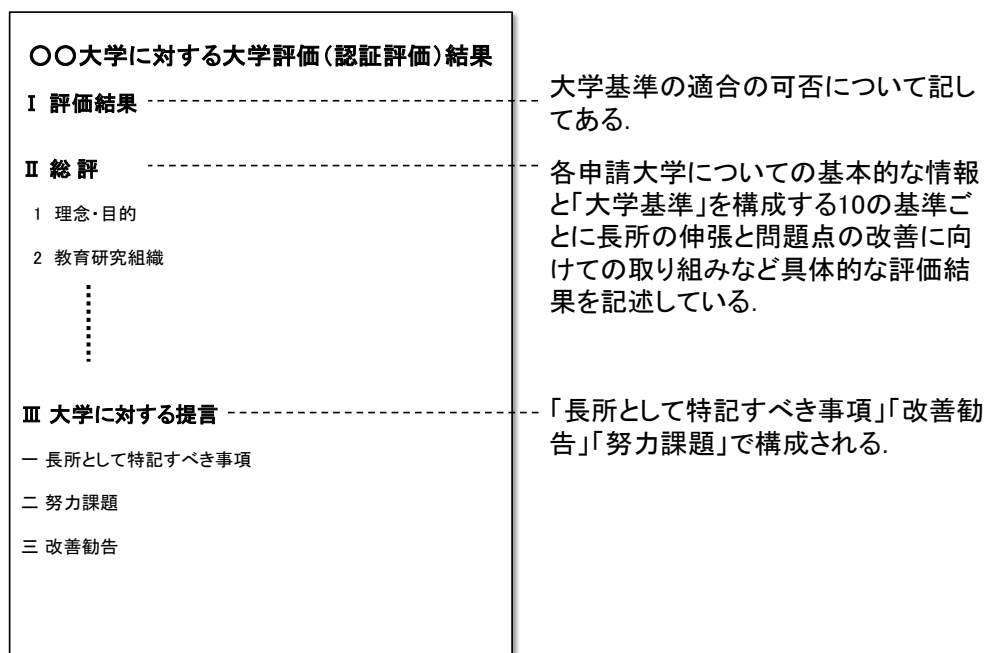 〇〇大学に対する大学評価(認証評価)結果
Ⅰ 評価結果
大学基準の適合の可否について記し
てある.
Ⅱ 総 評
各申請大学についての基本的な情報
と「大学基準」を構成する10の基準ご
とに長所の伸張と問題点の改善に向
けての取り組みなど具体的な評価結
果を記述している.
1 理念・目的
2 教育研究組織
Ⅲ 大学に対する提言
「長所として特記すべき事項」「改善勧
告」「努力課題」で構成される.
一 長所として特記すべき事項
二 努力課題
三 改善勧告